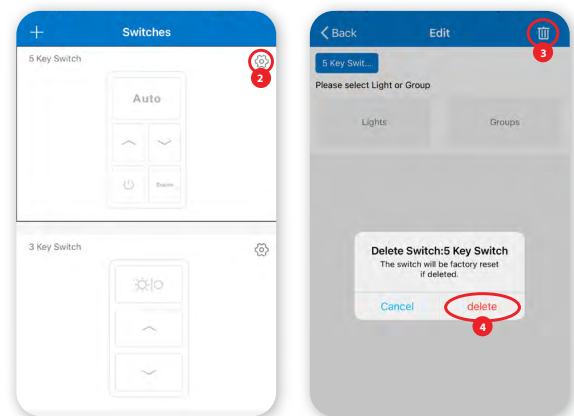 Switches
5 Key Switch
2
Auto
3 Key Switch
Back
Edit
3
5 Key Swit...
Please select Light or Group
Lights
Groups
Delete Switch:5 Key Switch
The switch will be factory reset
if deleted.
Cancel
delete
4